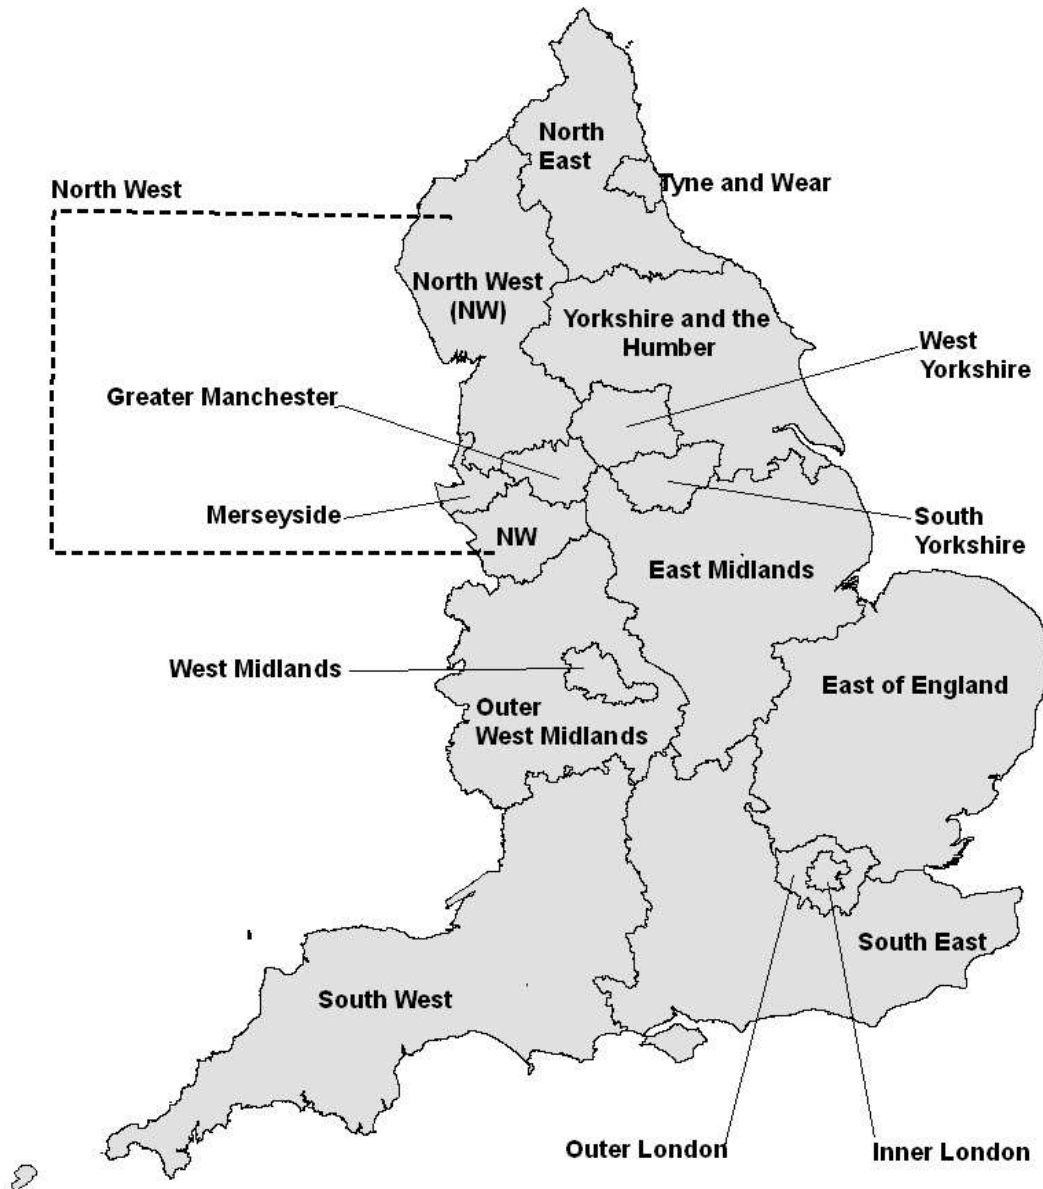 North
East
Tyne and Wear
North West
North West
(NW)
Yorkshire and the
Humber
West
Yorkshire
Greater Manchester
Merseyside
NW
South
Yorkshire
East Midlands
West Midlands
East of England
Outer
West Midlands
South East
South West
Outer London
Inner London